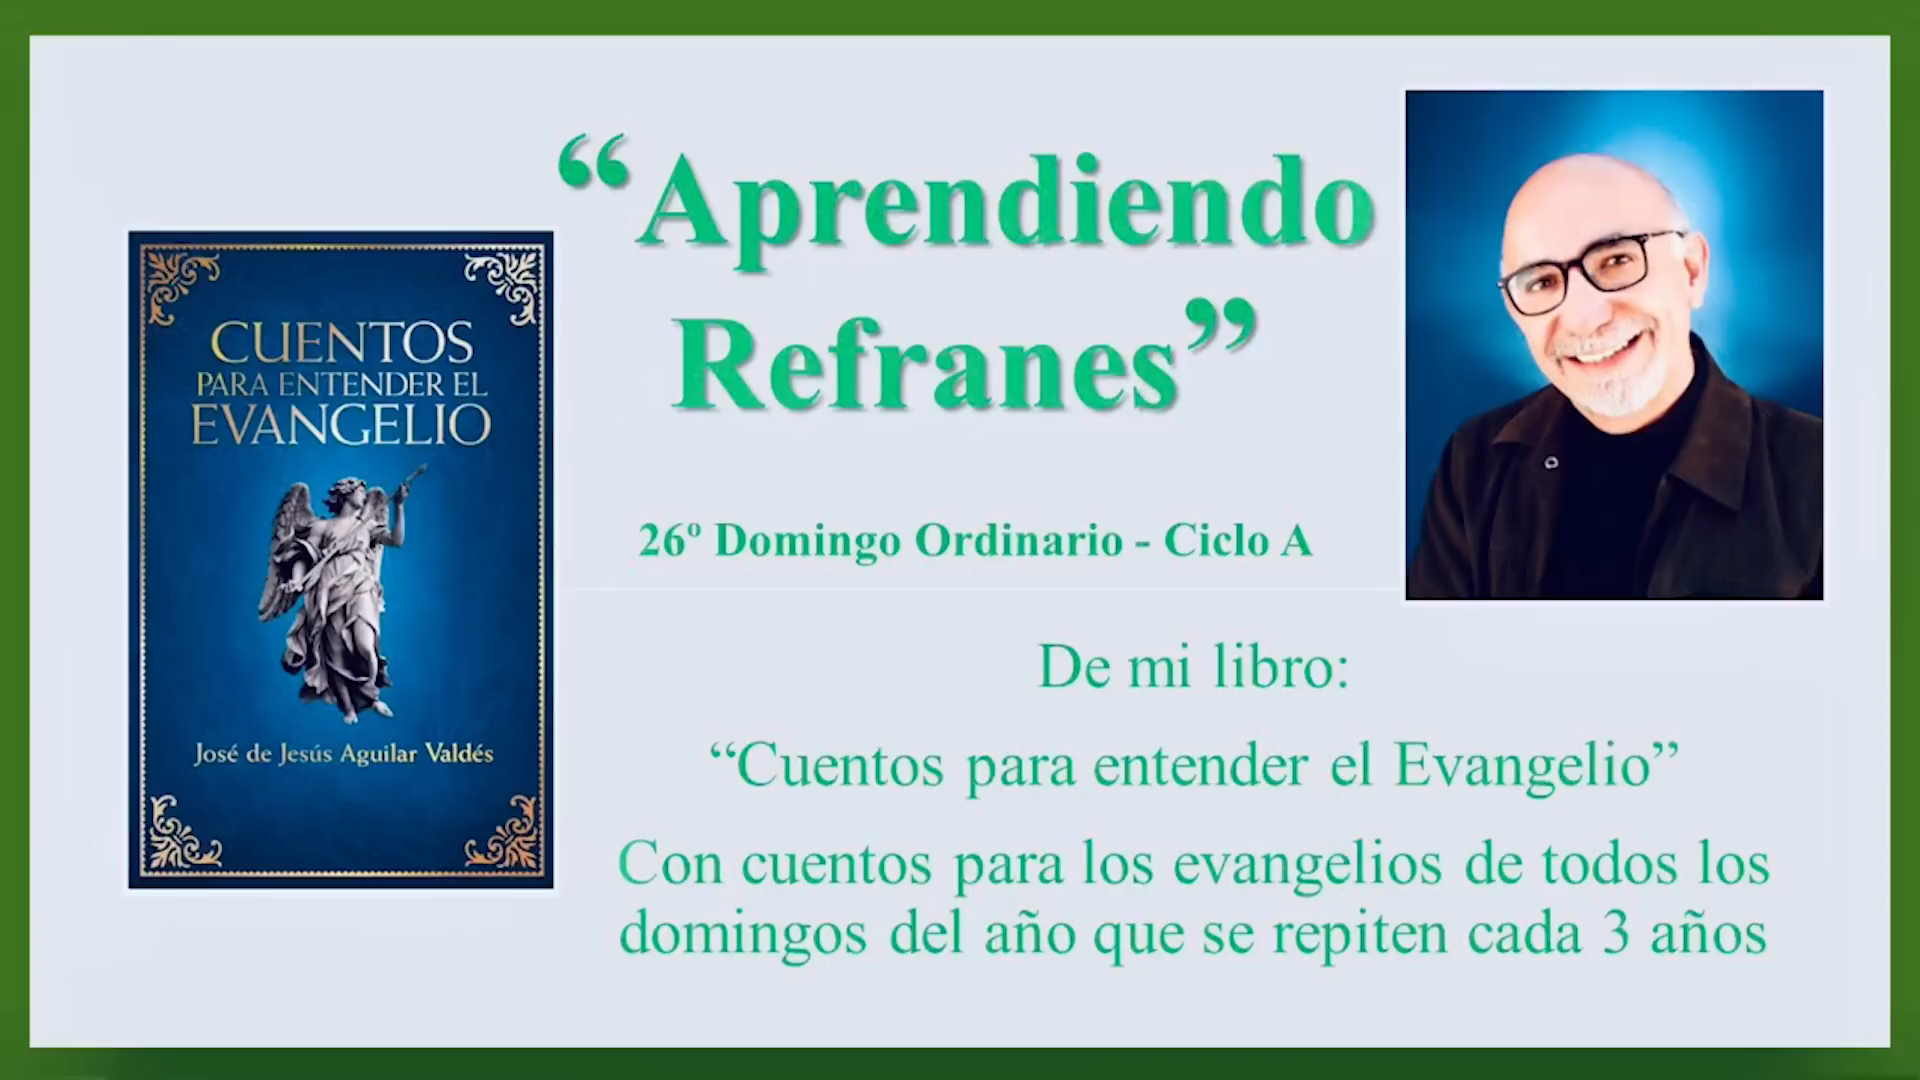 “Aprendiendo
Refranes”
26º Domingo Ordinario - Ciclo A
CUENTOS
PARA ENTENDER EL
EVANGELIO
José de Jesús Aguilar Valdés
De mi libro:
“Cuentos para entender el Evangelio”
Con cuentos para los evangelios de todos los
domingos del año que se repiten cada 3 años